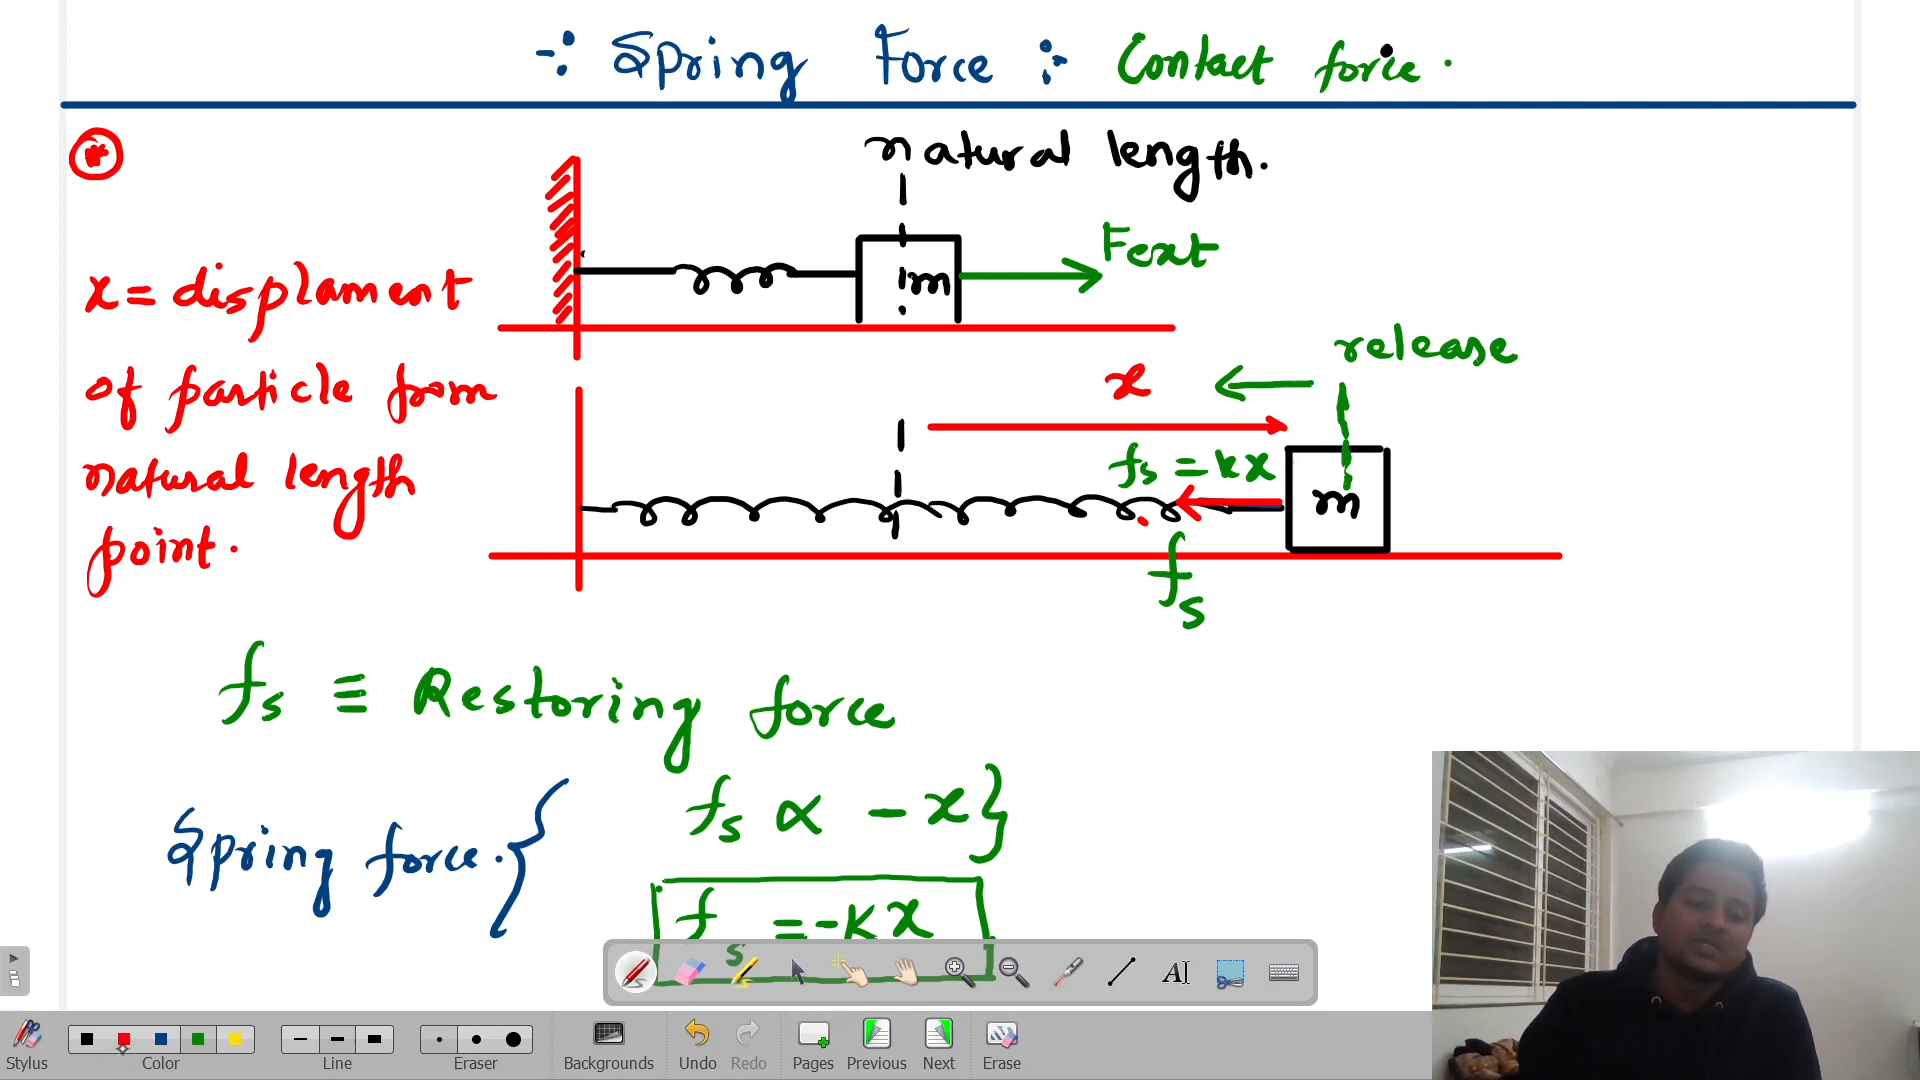 -: Spring Force :- Contact force.
natural length.
Fext
m
x = displament
of particle from
natural length
point.
release
x
fs = kx
m
fs
fs ≡ Restoring force
fs ∝ - x}
Spring force. {
fs = -kx
AI
Stylus
Color
Line
Eraser
Backgrounds
Undo
Redo
Pages
Previous
Next
Erase